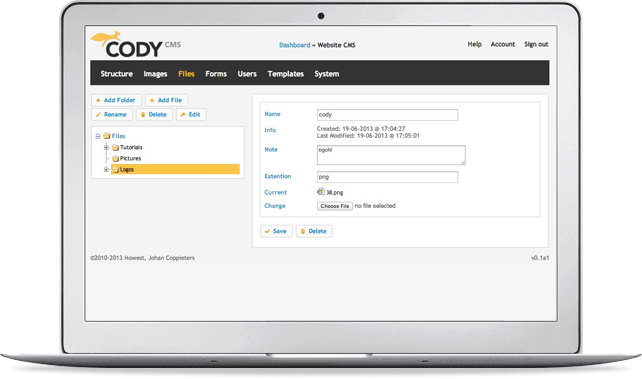 CODY CMS
Dashboard » Website CMS
Help Account Sign out
Structure Images Files Forms Users Templates System
+ Add Folder + Add File
Rename Delete Edit
Files
Tutorials
Pictures
Logos
Name cody
Info Created: 19-06-2013 @ 17:04:27
Last Modified: 19-06-2013 @ 17:05:01
Note logoM
Extention png
Current 38.png
Change Choose File no file selected
Save Delete
©2010-2013 Howest, Johan Coppieters
v0.1a1